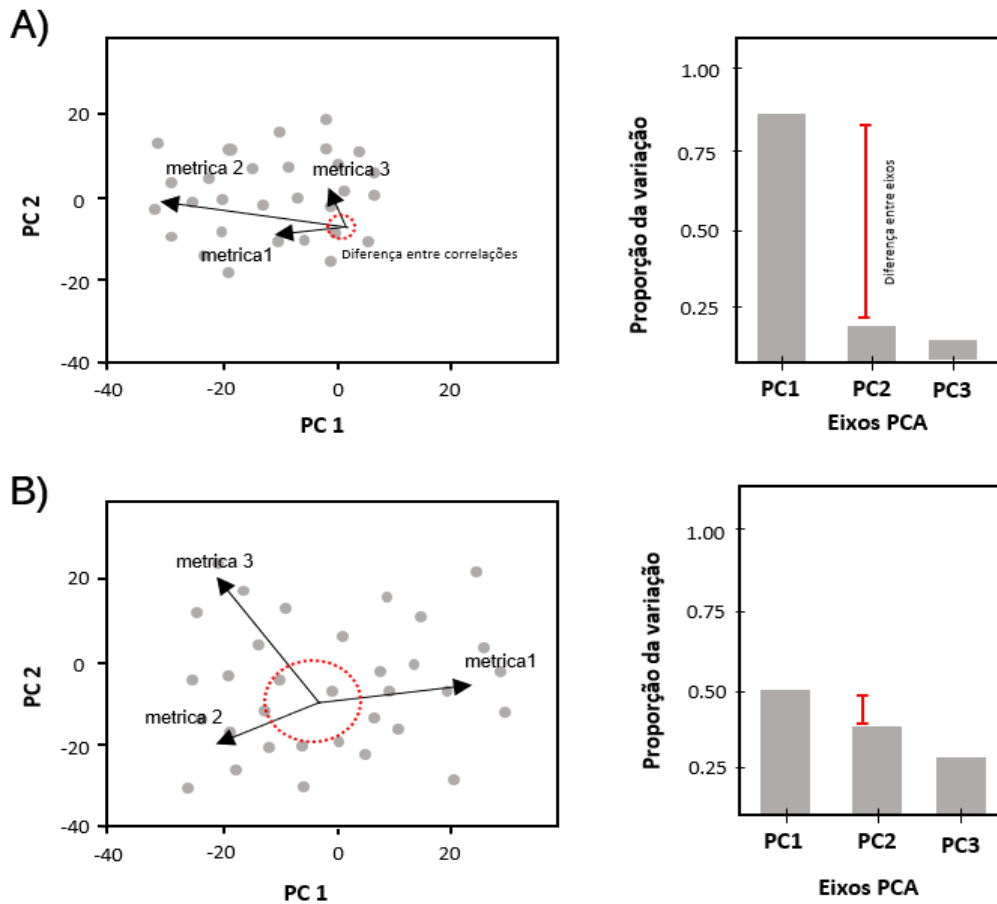 A)
20
0
-20
-40
PC 2
metrica 2
metrica 3
metrica1
Diferença entre correlações
-40
-20
0
20
PC 1
1.00
0.75
0.50
0.25
Proporção da variação
Diferença entre eixos
PC1
PC2
PC3
Eixos PCA
B)
20
0
-20
-40
PC 2
metrica 3
metrica1
metrica 2
-40
-20
0
20
PC 1
1.00
0.75
0.50
0.25
Proporção da variação
PC1
PC2
PC3
Eixos PCA